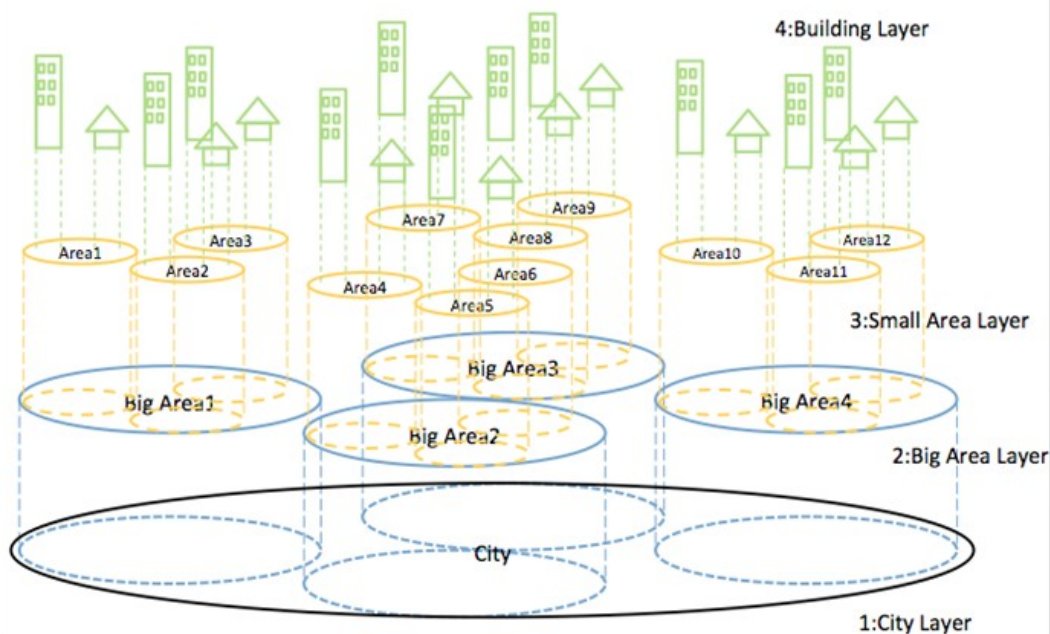 4:Building Layer
Area9
Area7
Area8
Area3
Area12
Area1
Area10
Area2
Area6
Area11
Area4
Area5
3:Small Area Layer
Big Area3
Big Area1
Big Area4
Big Area2
2:Big Area Layer
City
1:City Layer